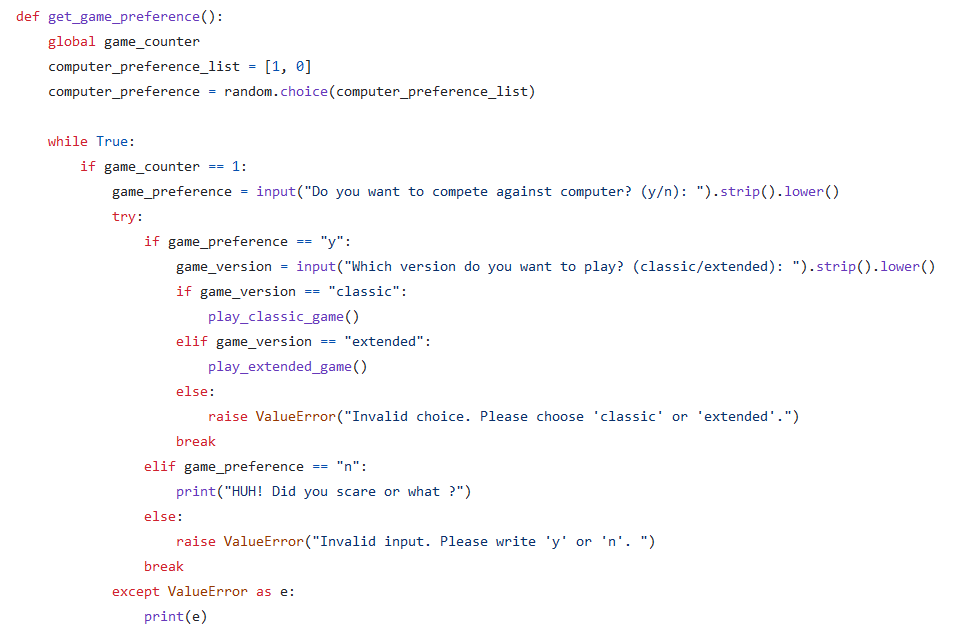 def get_game_preference():
    global game_counter
    computer_preference_list = [1, 0]
    computer_preference = random.choice(computer_preference_list)

    while True:
        if game_counter == 1:
            game_preference = input("Do you want to compete against computer? (y/n): ").strip().lower()
            try:
                if game_preference == "y":
                    game_version = input("Which version do you want to play? (classic/extended): ").strip().lower()
                    if game_version == "classic":
                        play_classic_game()
                    elif game_version == "extended":
                        play_extended_game()
                    else:
                        raise ValueError("Invalid choice. Please choose 'classic' or 'extended'.")
                    break
                elif game_preference == "n":
                    print("HUH! Did you scare or what ?")
                else:
                    raise ValueError("Invalid input. Please write 'y' or 'n'. ")
                break
            except ValueError as e:
                print(e)